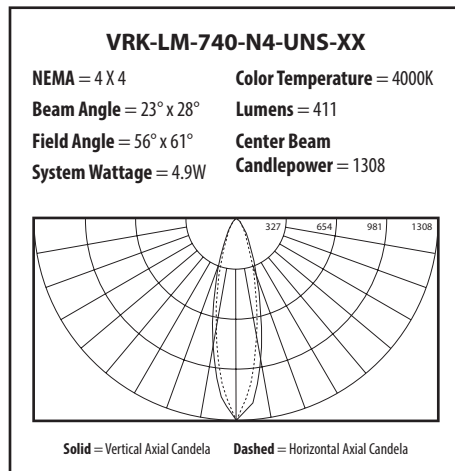 VRK-LM-740-N4-UNS-XX
NEMA = 4 X 4
Beam Angle = 23° x 28°
Field Angle = 56° x 61°
System Wattage = 4.9W
Color Temperature = 4000K
Lumens = 411
Center Beam
Candlepower = 1308
327 654 981 1308
Solid = Vertical Axial Candela Dashed = Horizontal Axial Candela